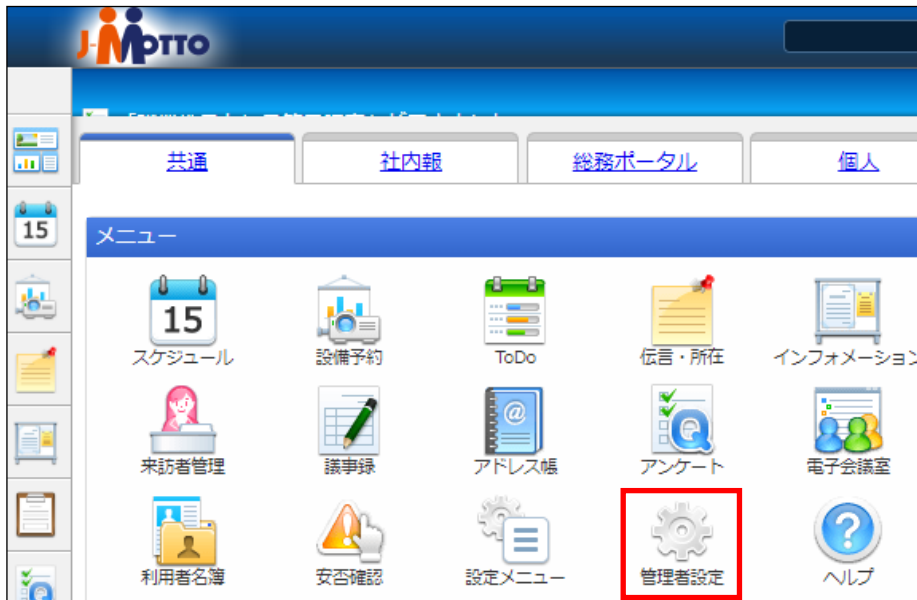 J-MOTTO
共通
社内報
総務ポータル
個人
15
メニュー
15
スケジュール
設備予約
ToDo
伝言・所在
インフォメーション
来訪者管理
議事録
アドレス帳
アンケート
電子会議室
利用者名簿
安否確認
設定メニュー
管理者設定
ヘルプ